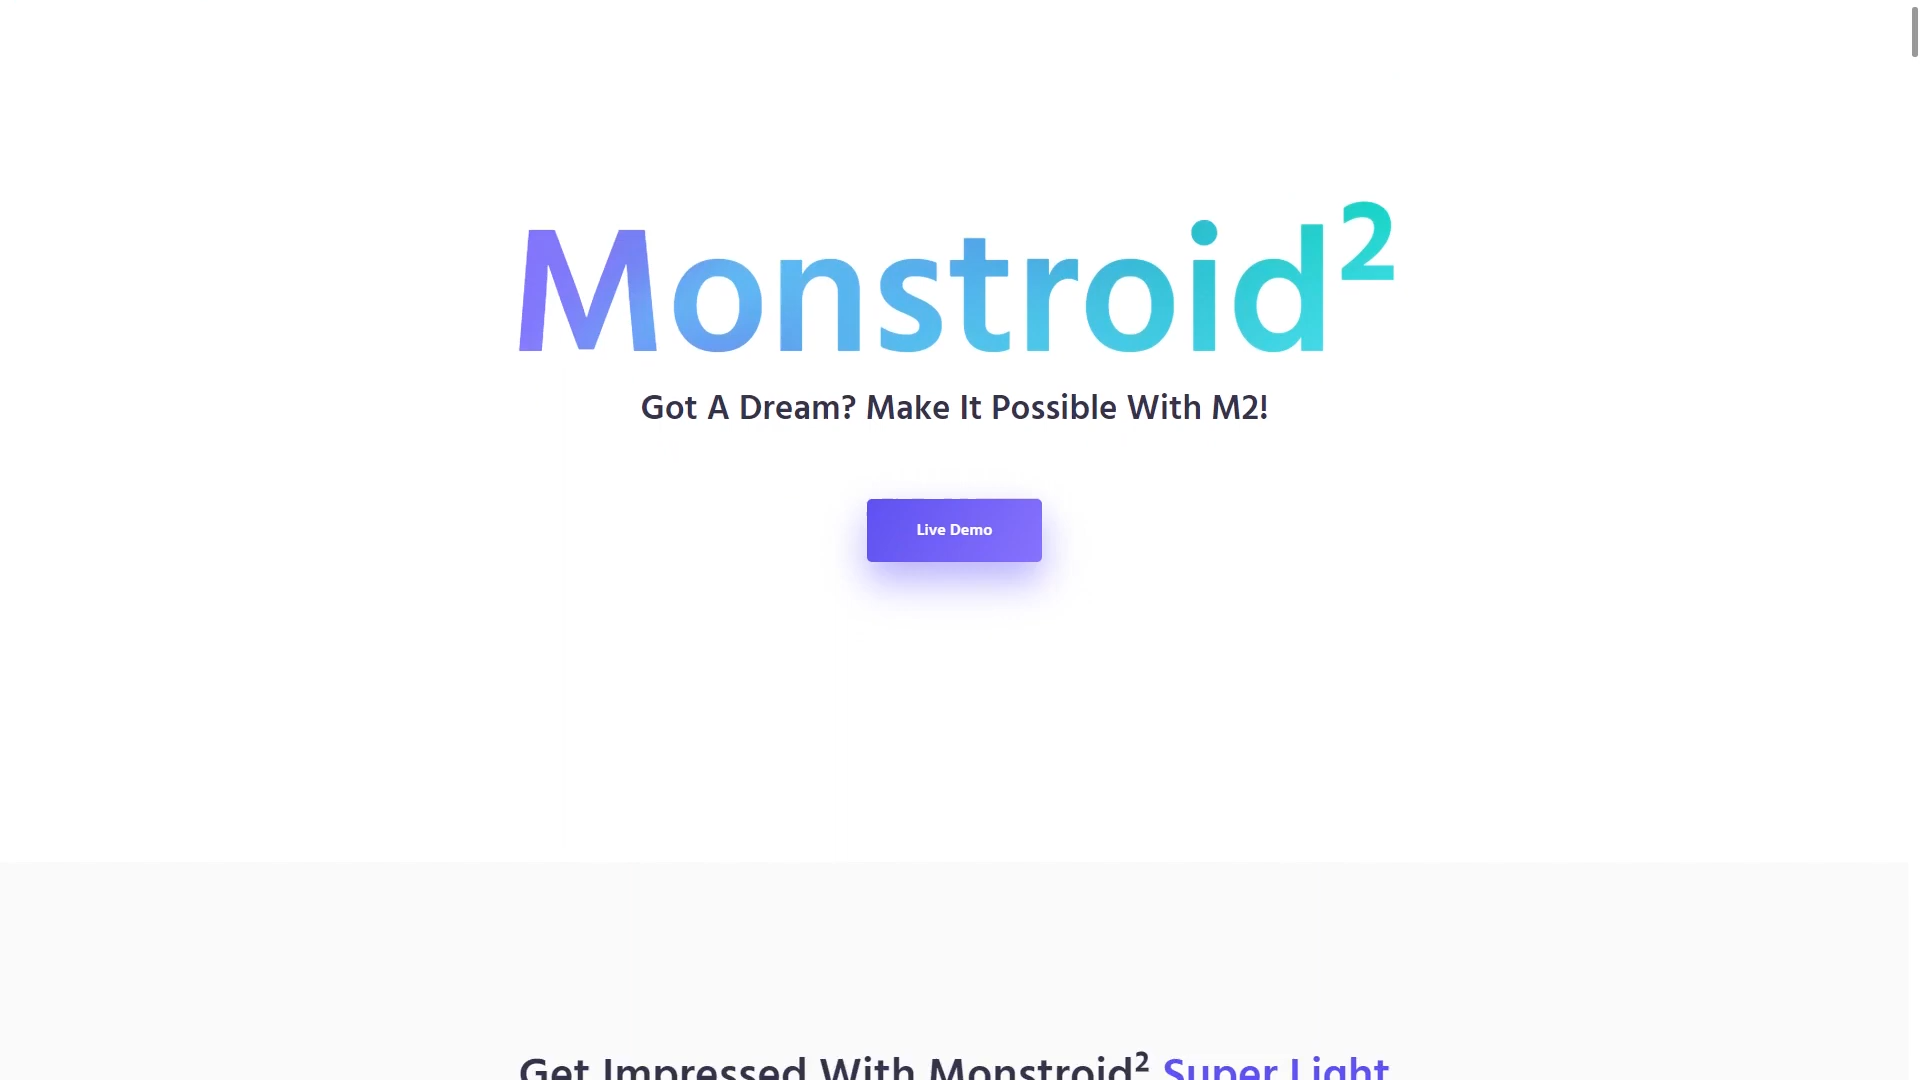 Monstroid²
Got A Dream? Make It Possible With M2!
Live Demo
Get Impressed With Monstroid² Super Light